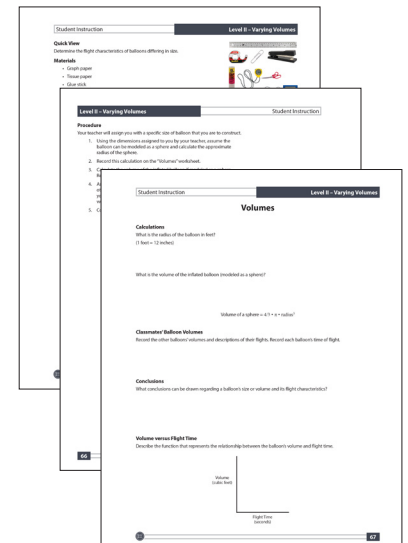 Student Instruction
Level II – Varying Volumes
Quick View
Determine the flight characteristics of balloons differing in size.
Materials
• Graph paper
• Tissue paper
• Glue stick
Level II – Varying Volumes
Student Instruction
Procedure
Your teacher will assign you with a specific size of balloon that you are to construct.
1. Using the dimensions assigned to you by your teacher, assume the
balloon can be modeled as a sphere and calculate the approximate
radius of the sphere.
2. Record this calculation on the "Volumes" worksheet.
3.
4.
5.
66
Student Instruction
Level II – Varying Volumes
Volumes
Calculations
What is the radius of the balloon in feet?
(1 foot = 12 inches)
What is the volume of the inflated balloon (modeled as a sphere)?
Volume of a sphere = 4/3 • π • radius³
Classmates' Balloon Volumes
Record the other balloons' volumes and descriptions of their flights. Record each balloon's time of flight.
Conclusions
What conclusions can be drawn regarding a balloon's size or volume and its flight characteristics?
Volume versus Flight Time
Describe the function that represents the relationship between the balloon's volume and flight time.
Volume
(cubic feet)
Flight Time
(seconds)
67